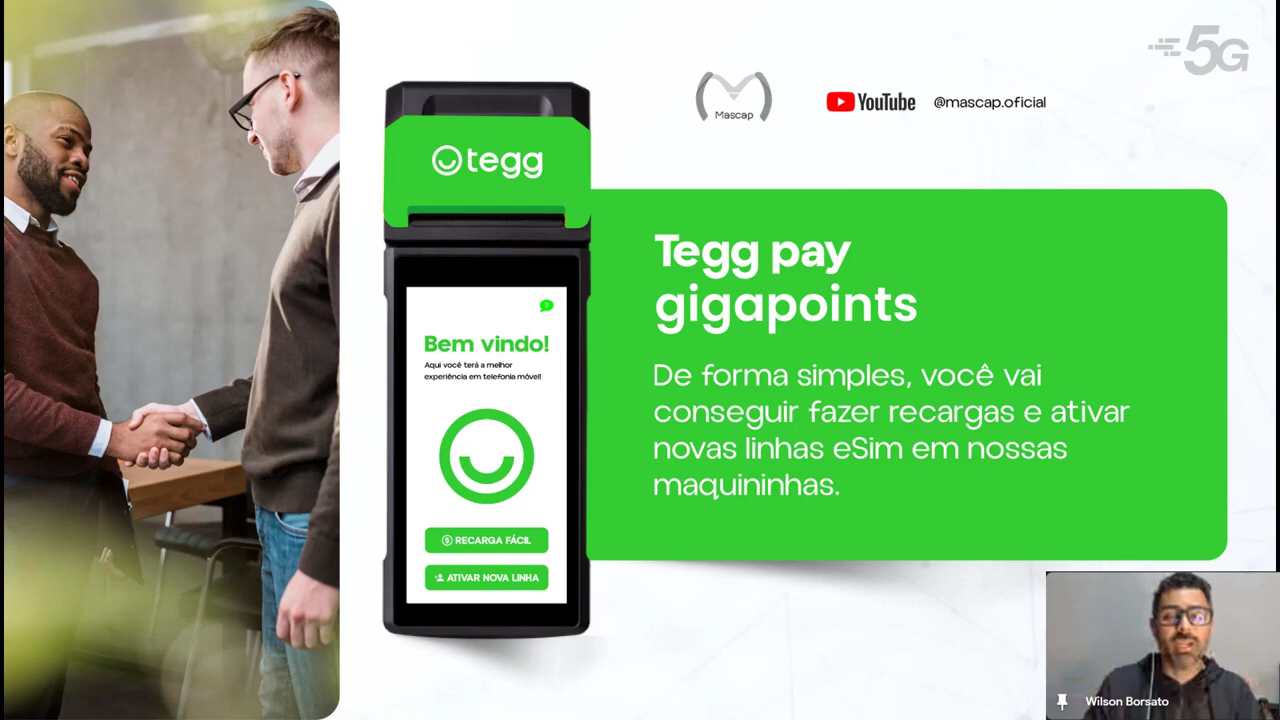 5G
Mascap
YouTube @mascap.oficial
tegg
Bem vindo!
Aqui você terá a melhor
experiência em telefonia móvel!
RECARGA FÁCIL
ATIVAR NOVA LINHA
Tegg pay
gigapoints
De forma simples, você vai
conseguir fazer recargas e ativar
novas linhas eSim em nossas
maquininhas.
Wilson Borsato